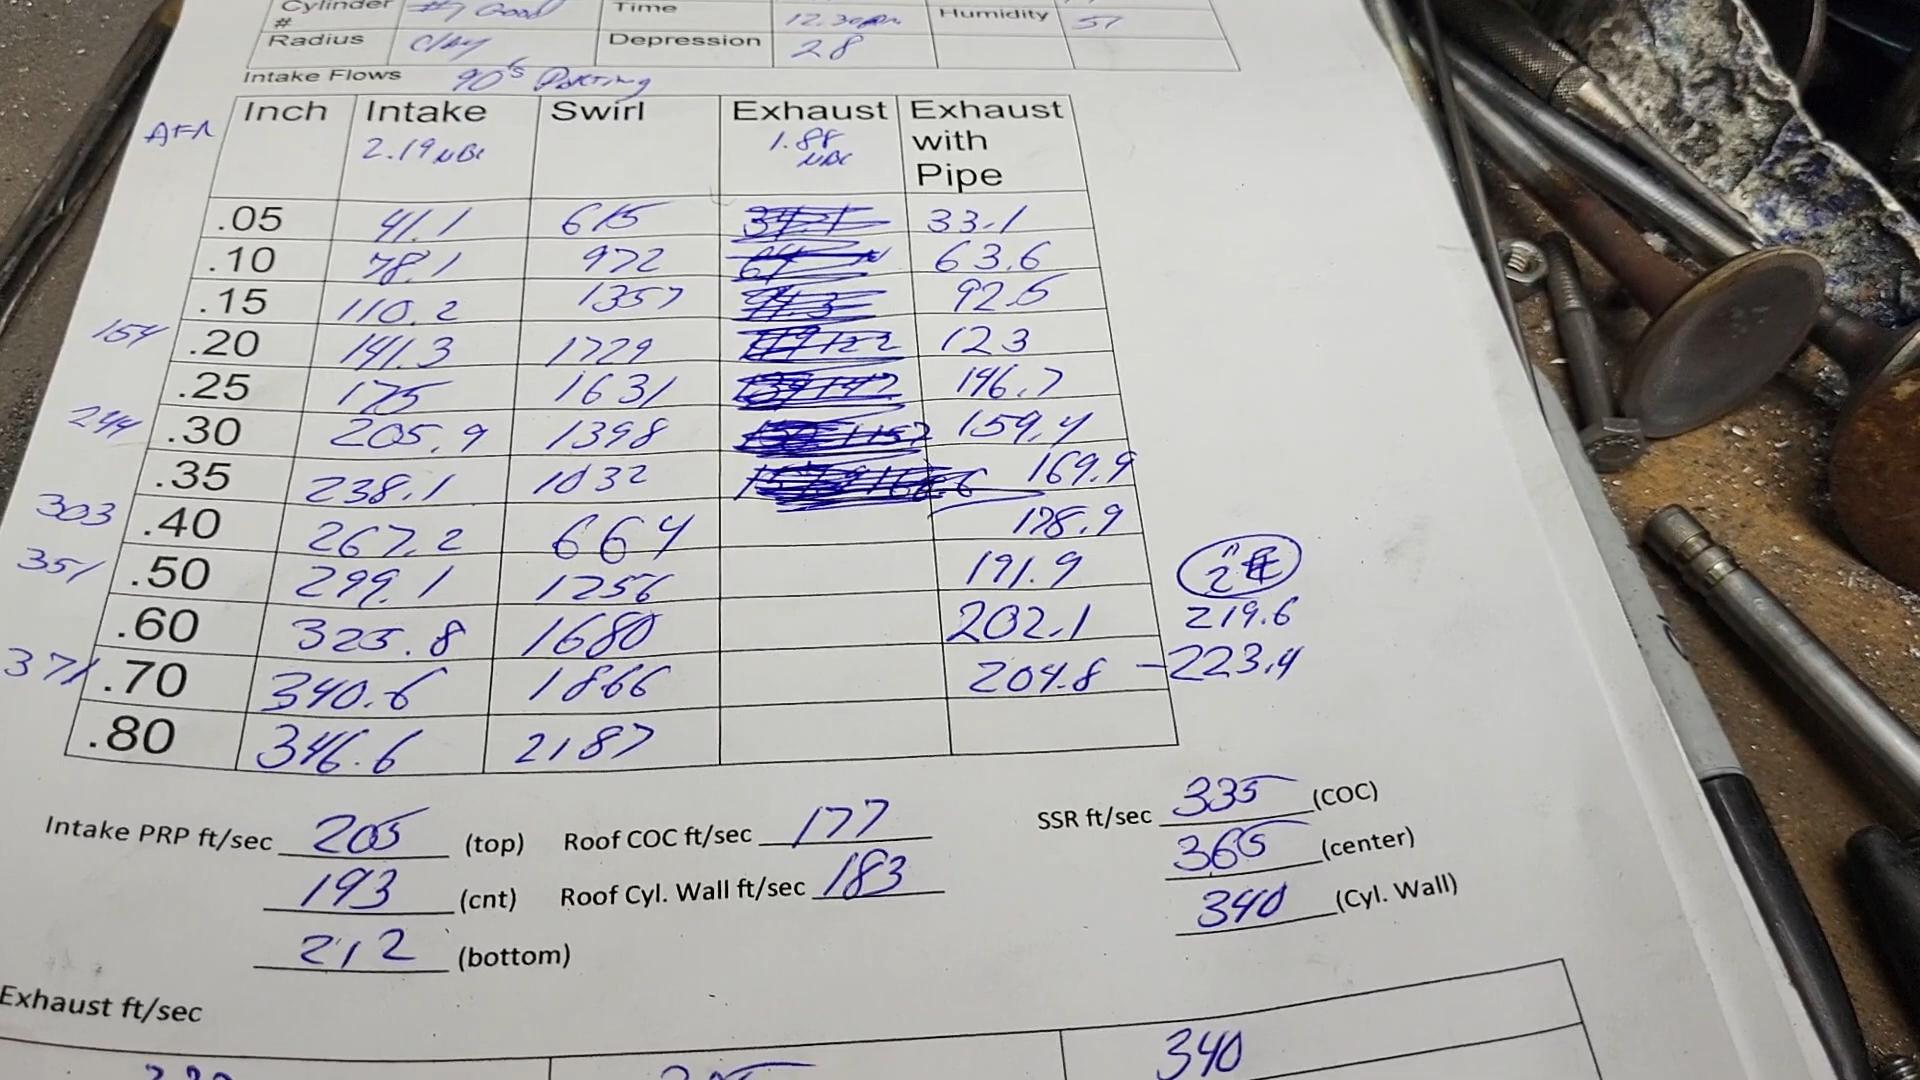 Cylinder #7 Good Time 12.30pm Humidity 51
#
Radius Clay Depression 28
Intake Flows 90's Porting
AFR Inch Intake Swirl Exhaust Exhaust
2.19 1.88 with
Pipe
.05 41.1 615 33.1
.10 78.1 972 63.6
.15 110.2 1357 92.5
154 .20 141.3 1729 123
.25 175 1631 146.7
244 .30 205.9 1398 159.4
.35 238.1 1032 169.9
303 .40 267.2 664 178.9
351 .50 299.1 1256 191.9
.60 325.8 1680 202.1 219.6
371 .70 340.6 1866 204.8 - 223.4
.80 346.6 2187
Intake PRP ft/sec 205 (top) Roof COC ft/sec 177 SSR ft/sec 335 (COC)
193 (cnt) Roof Cyl. Wall ft/sec 183 365 (center)
212 (bottom) 340 (Cyl. Wall)
Exhaust ft/sec
340